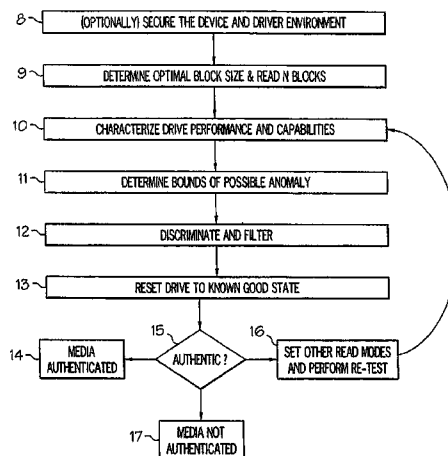 8 (OPTIONALLY) SECURE THE DEVICE AND DRIVER ENVIRONMENT
9 DETERMINE OPTIMAL BLOCK SIZE & READ N BLOCKS
10 CHARACTERIZE DRIVE PERFORMANCE AND CAPABILITIES
11 DETERMINE BOUNDS OF POSSIBLE ANOMALY
12 DISCRIMINATE AND FILTER
13 RESET DRIVE TO KNOWN GOOD STATE
14 MEDIA
AUTHENTICATED
15 AUTHENTIC ?
16 SET OTHER READ MODES
AND PERFORM RE-TEST
17 MEDIA NOT
AUTHENTICATED